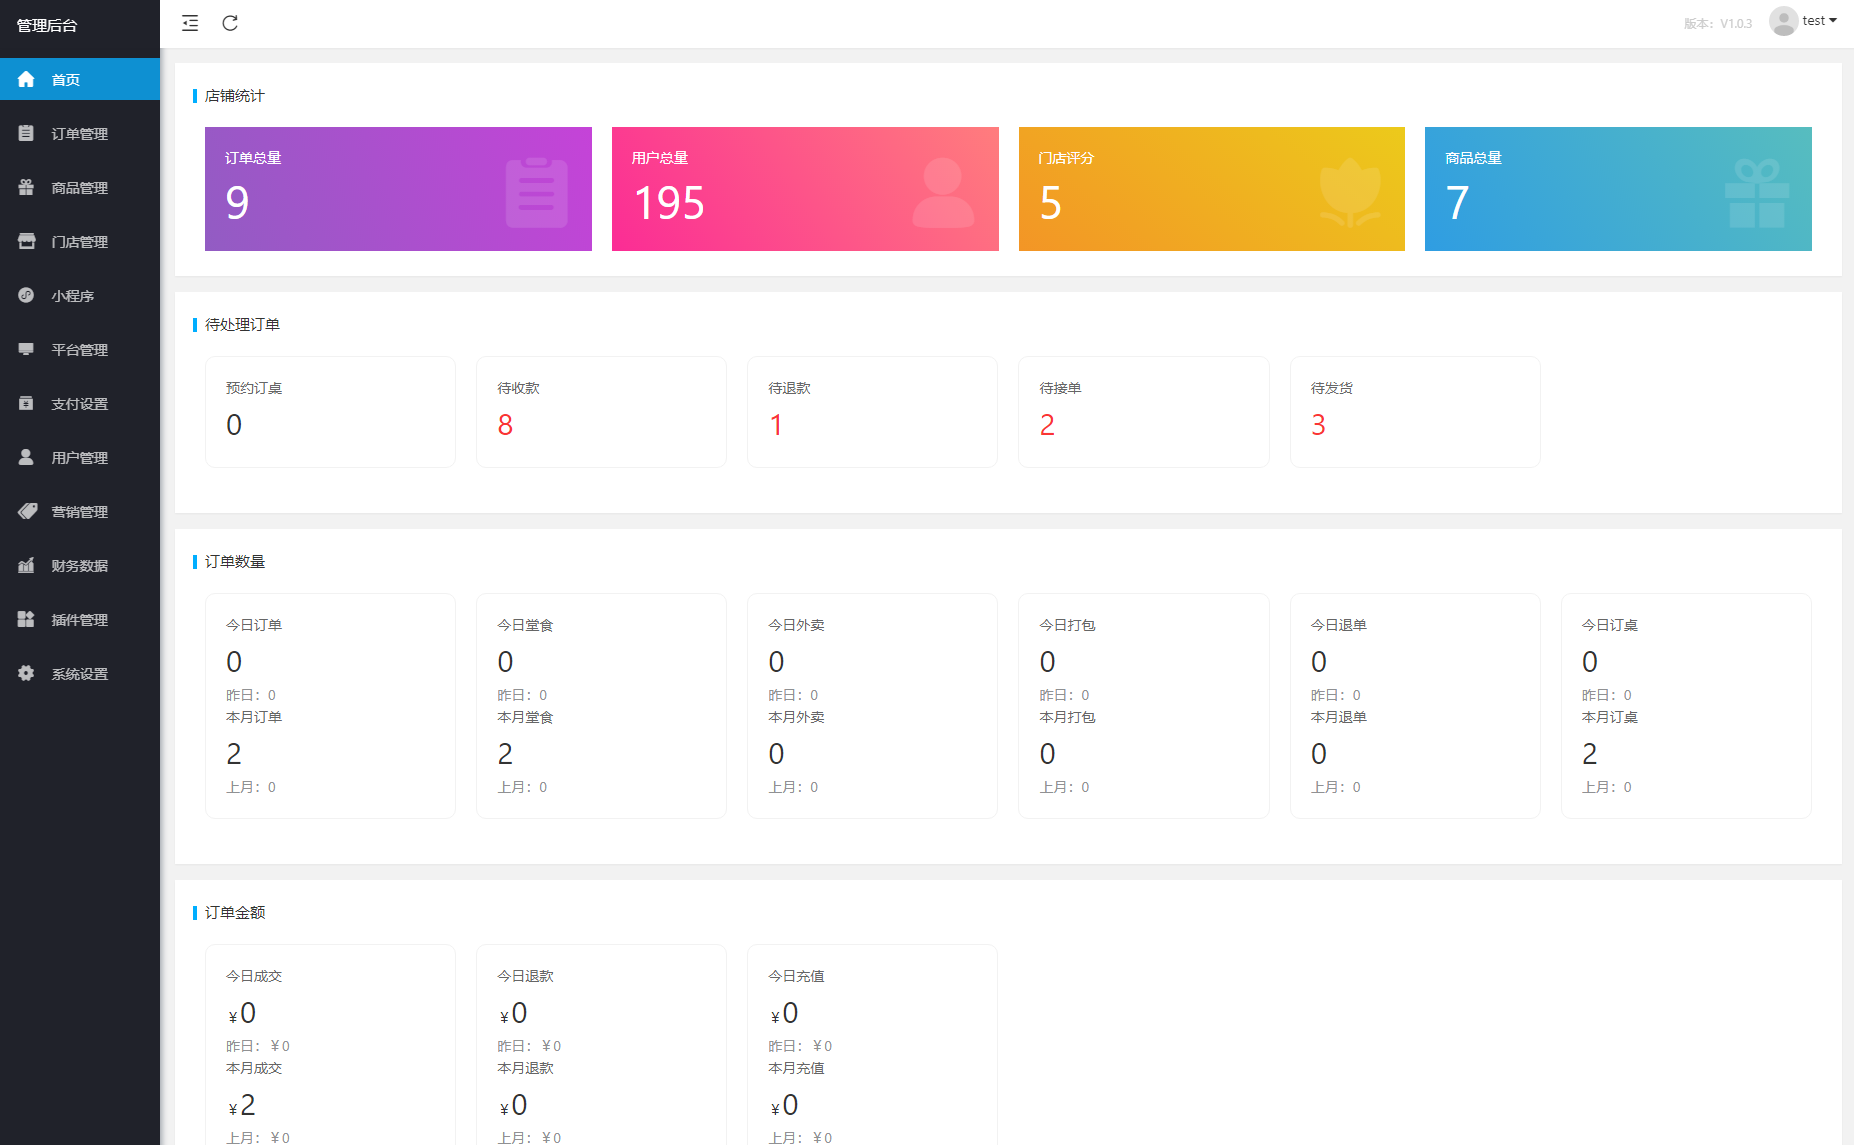 管理后台
版本：V1.0.3
test
首页
订单管理
商品管理
门店管理
小程序
平台管理
支付设置
用户管理
营销管理
财务数据
插件管理
系统设置
店铺统计
订单总量
9
用户总量
195
门店评分
5
商品总量
7
待处理订单
预约订桌
0
待收款
8
待退款
1
待接单
2
待发货
3
订单数量
今日订单
0
昨日：0
本月订单
2
上月：0
今日堂食
0
昨日：0
本月堂食
2
上月：0
今日外卖
0
昨日：0
本月外卖
0
上月：0
今日打包
0
昨日：0
本月打包
0
上月：0
今日退单
0
昨日：0
本月退单
0
上月：0
今日订桌
0
昨日：0
本月订桌
2
上月：0
订单金额
今日成交
¥0
昨日：¥0
本月成交
¥2
上月：¥0
今日退款
¥0
昨日：¥0
本月退款
¥0
上月：¥0
今日充值
¥0
昨日：¥0
本月充值
¥0
上月：¥0